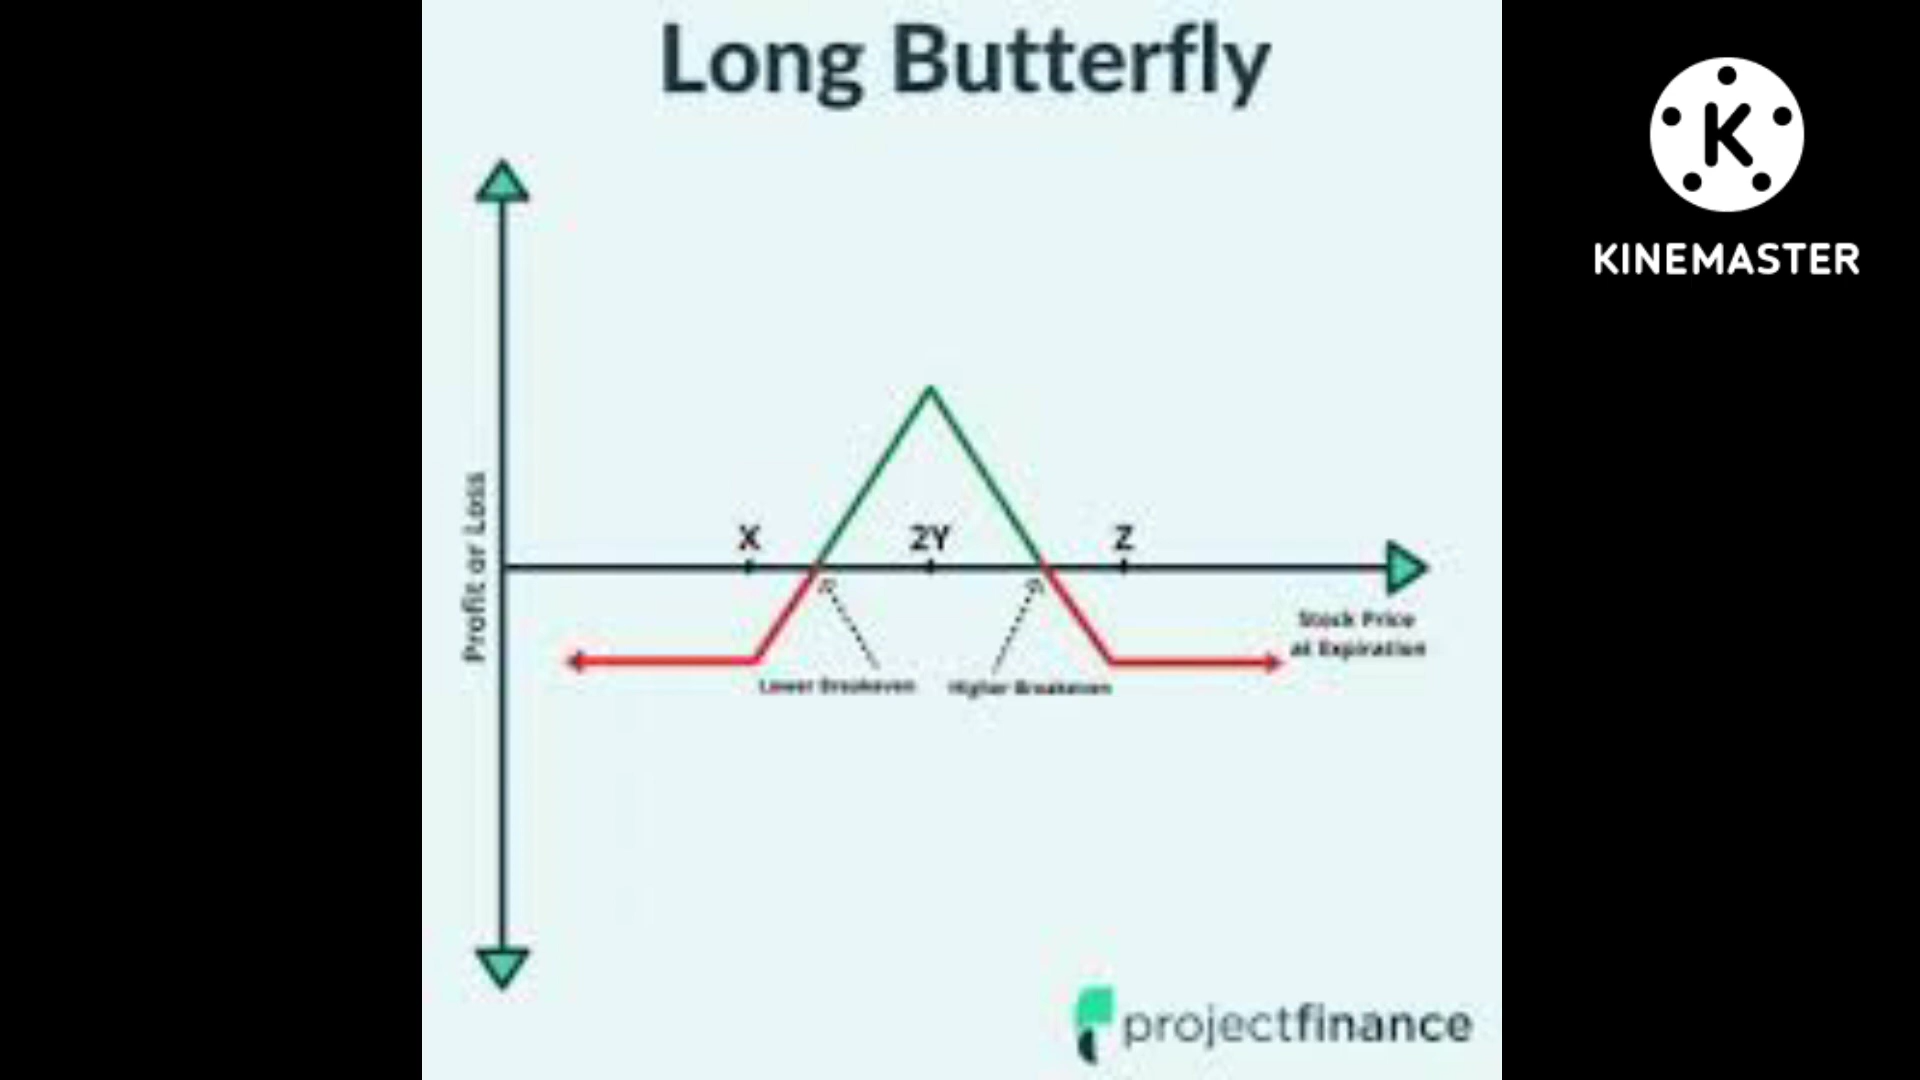 Long Butterfly
K
KINEMASTER
Profit or Loss
X
2Y
Z
Stock Price
at Expiration
Lower Breakeven
Higher Breakeven
projectfinance